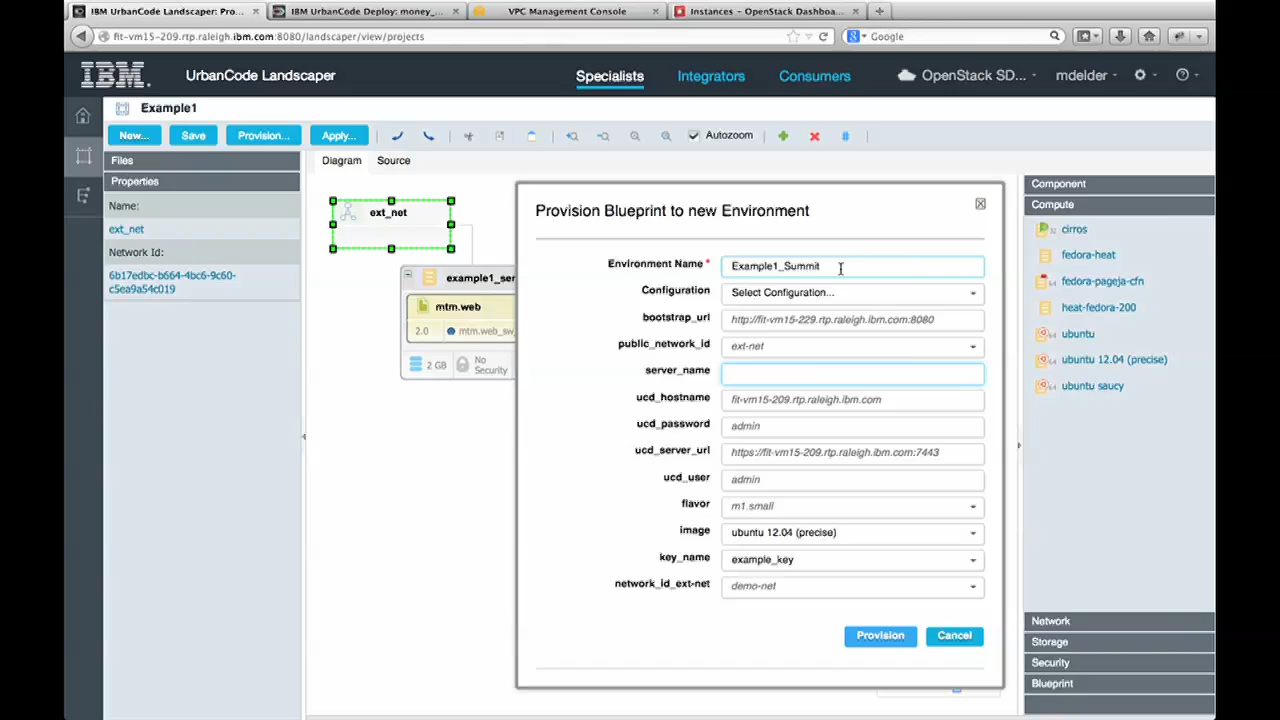 IBM UrbanCode Landscaper: Pro...
IBM UrbanCode Deploy: money_...
VPC Management Console
Instances - OpenStack Dashboa...
fit-vm15-209.rtp.raleigh.ibm.com:8080/landscaper/view/projects
Google
IBM
UrbanCode Landscaper
Specialists
Integrators
Consumers
OpenStack SD...
mdelder
Example1
New...
Save
Provision...
Apply...
Autozoom
Files
Diagram
Source
Properties
Name:
ext_net
Network Id:
6b17edbc-b664-4bc6-9c60-
c5ea9a54c019
ext_net
example1_ser
mtm.web
2.0
mtm.web_sw_
2 GB
No
Security
Provision Blueprint to new Environment
Environment Name *
Example1_Summit
Configuration
Select Configuration...
bootstrap_url
http://fit-vm15-229.rtp.raleigh.ibm.com:8080
public_network_id
ext-net
server_name
ucd_hostname
fit-vm15-209.rtp.raleigh.ibm.com
ucd_password
admin
ucd_server_url
https://fit-vm15-209.rtp.raleigh.ibm.com:7443
ucd_user
admin
flavor
m1.small
image
ubuntu 12.04 (precise)
key_name
example_key
network_id_ext-net
demo-net
Provision
Cancel
Component
Compute
cirros
fedora-heat
fedora-pageja-cfn
heat-fedora-200
ubuntu
ubuntu 12.04 (precise)
ubuntu saucy
Network
Storage
Security
Blueprint